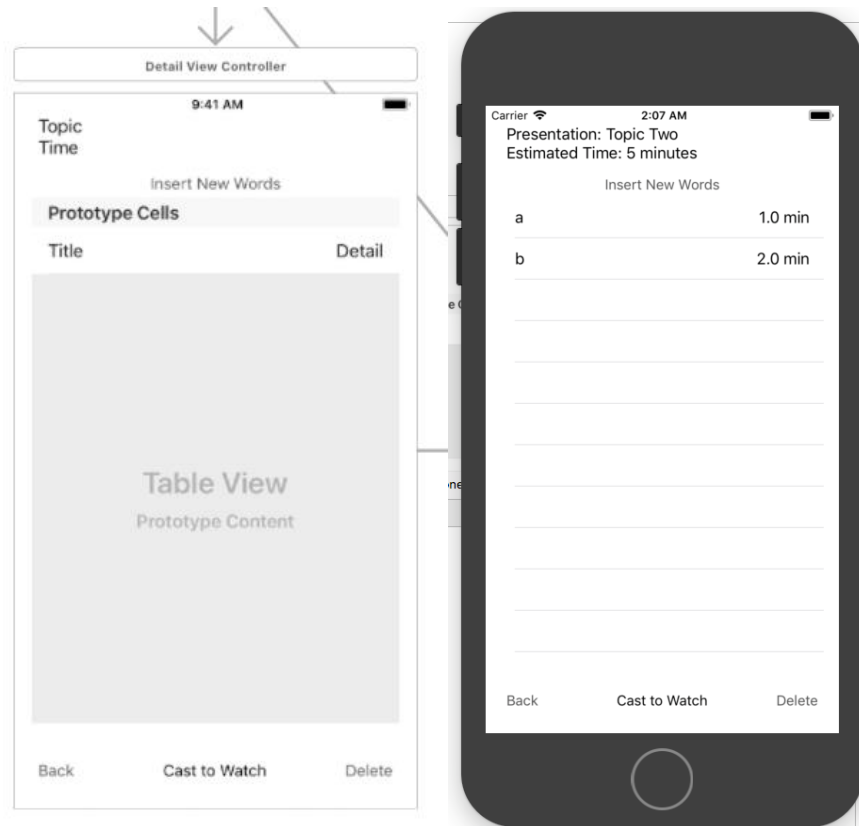 Detail View Controller
9:41 AM
Topic
Time
Insert New Words
Prototype Cells
Title Detail
Table View
Prototype Content
Back Cast to Watch Delete
Carrier 2:07 AM
Presentation: Topic Two
Estimated Time: 5 minutes
Insert New Words
a 1.0 min
b 2.0 min
Back Cast to Watch Delete